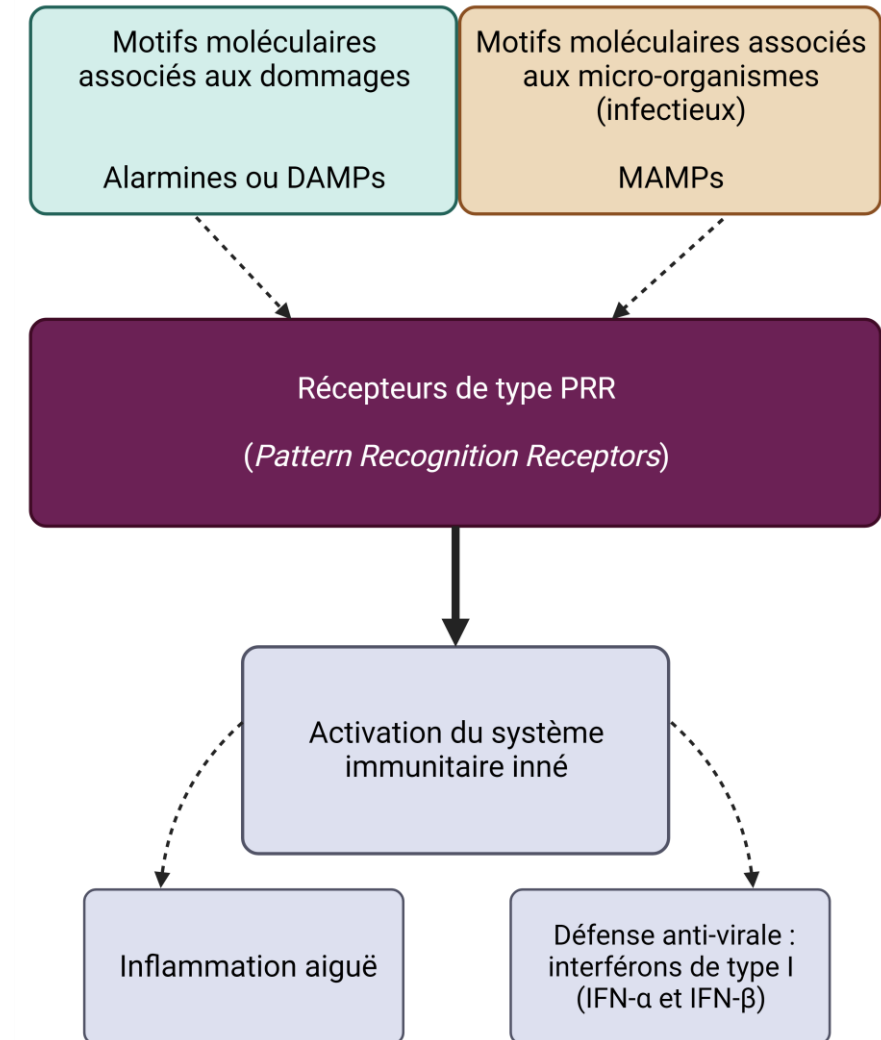 Motifs moléculaires
associés aux dommages
Alarmines ou DAMPs
Motifs moléculaires associés
aux micro-organismes
(infectieux)
MAMPs
Récepteurs de type PRR
(Pattern Recognition Receptors)
Activation du système
immunitaire inné
Inflammation aiguë
Défense anti-virale :
interférons de type I
(IFN-α et IFN-β)